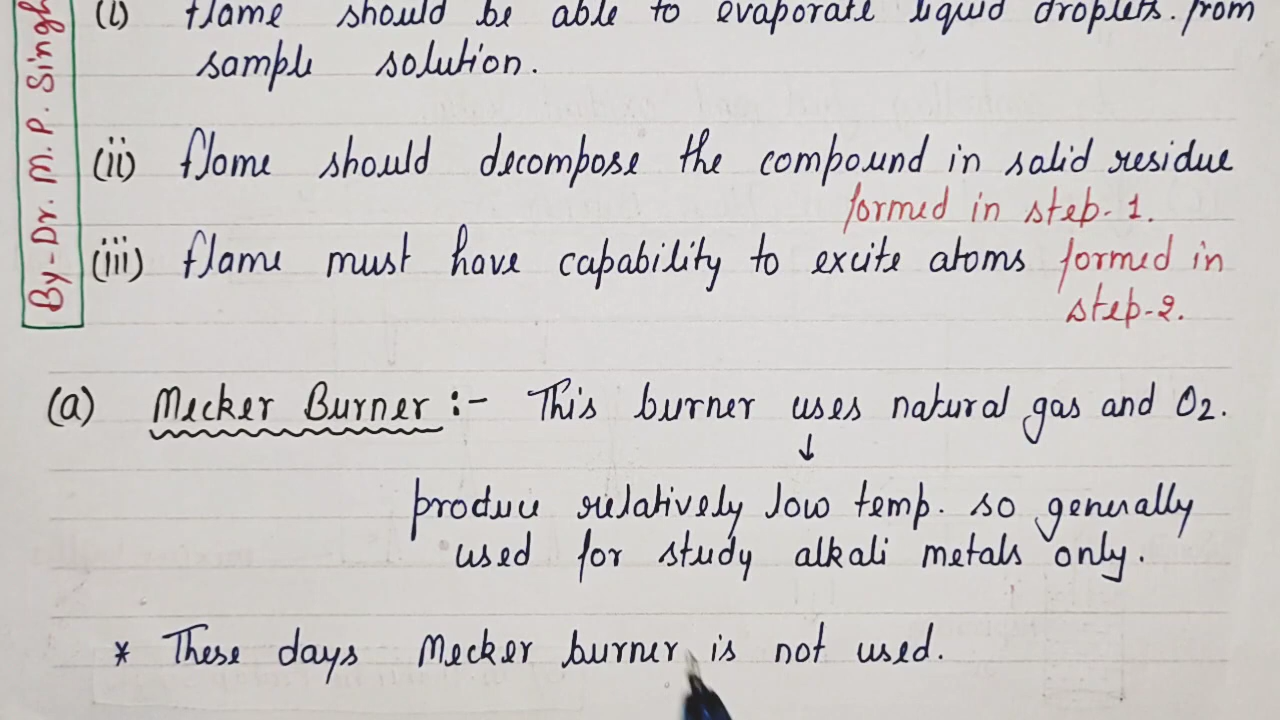 By - Dr. M. P. Singh
(i) flame should be able to evaporate liquid droplets from
sample solution.
(ii) flame should decompose the compound in solid residue
formed in step-1.
(iii) flame must have capability to excite atoms formed in
step-2.
(a) Mecker Burner :- This burner uses natural gas and O2.
↓
produce relatively low temp. so generally
used for study alkali metals only.
* These days Mecker burner is not used.